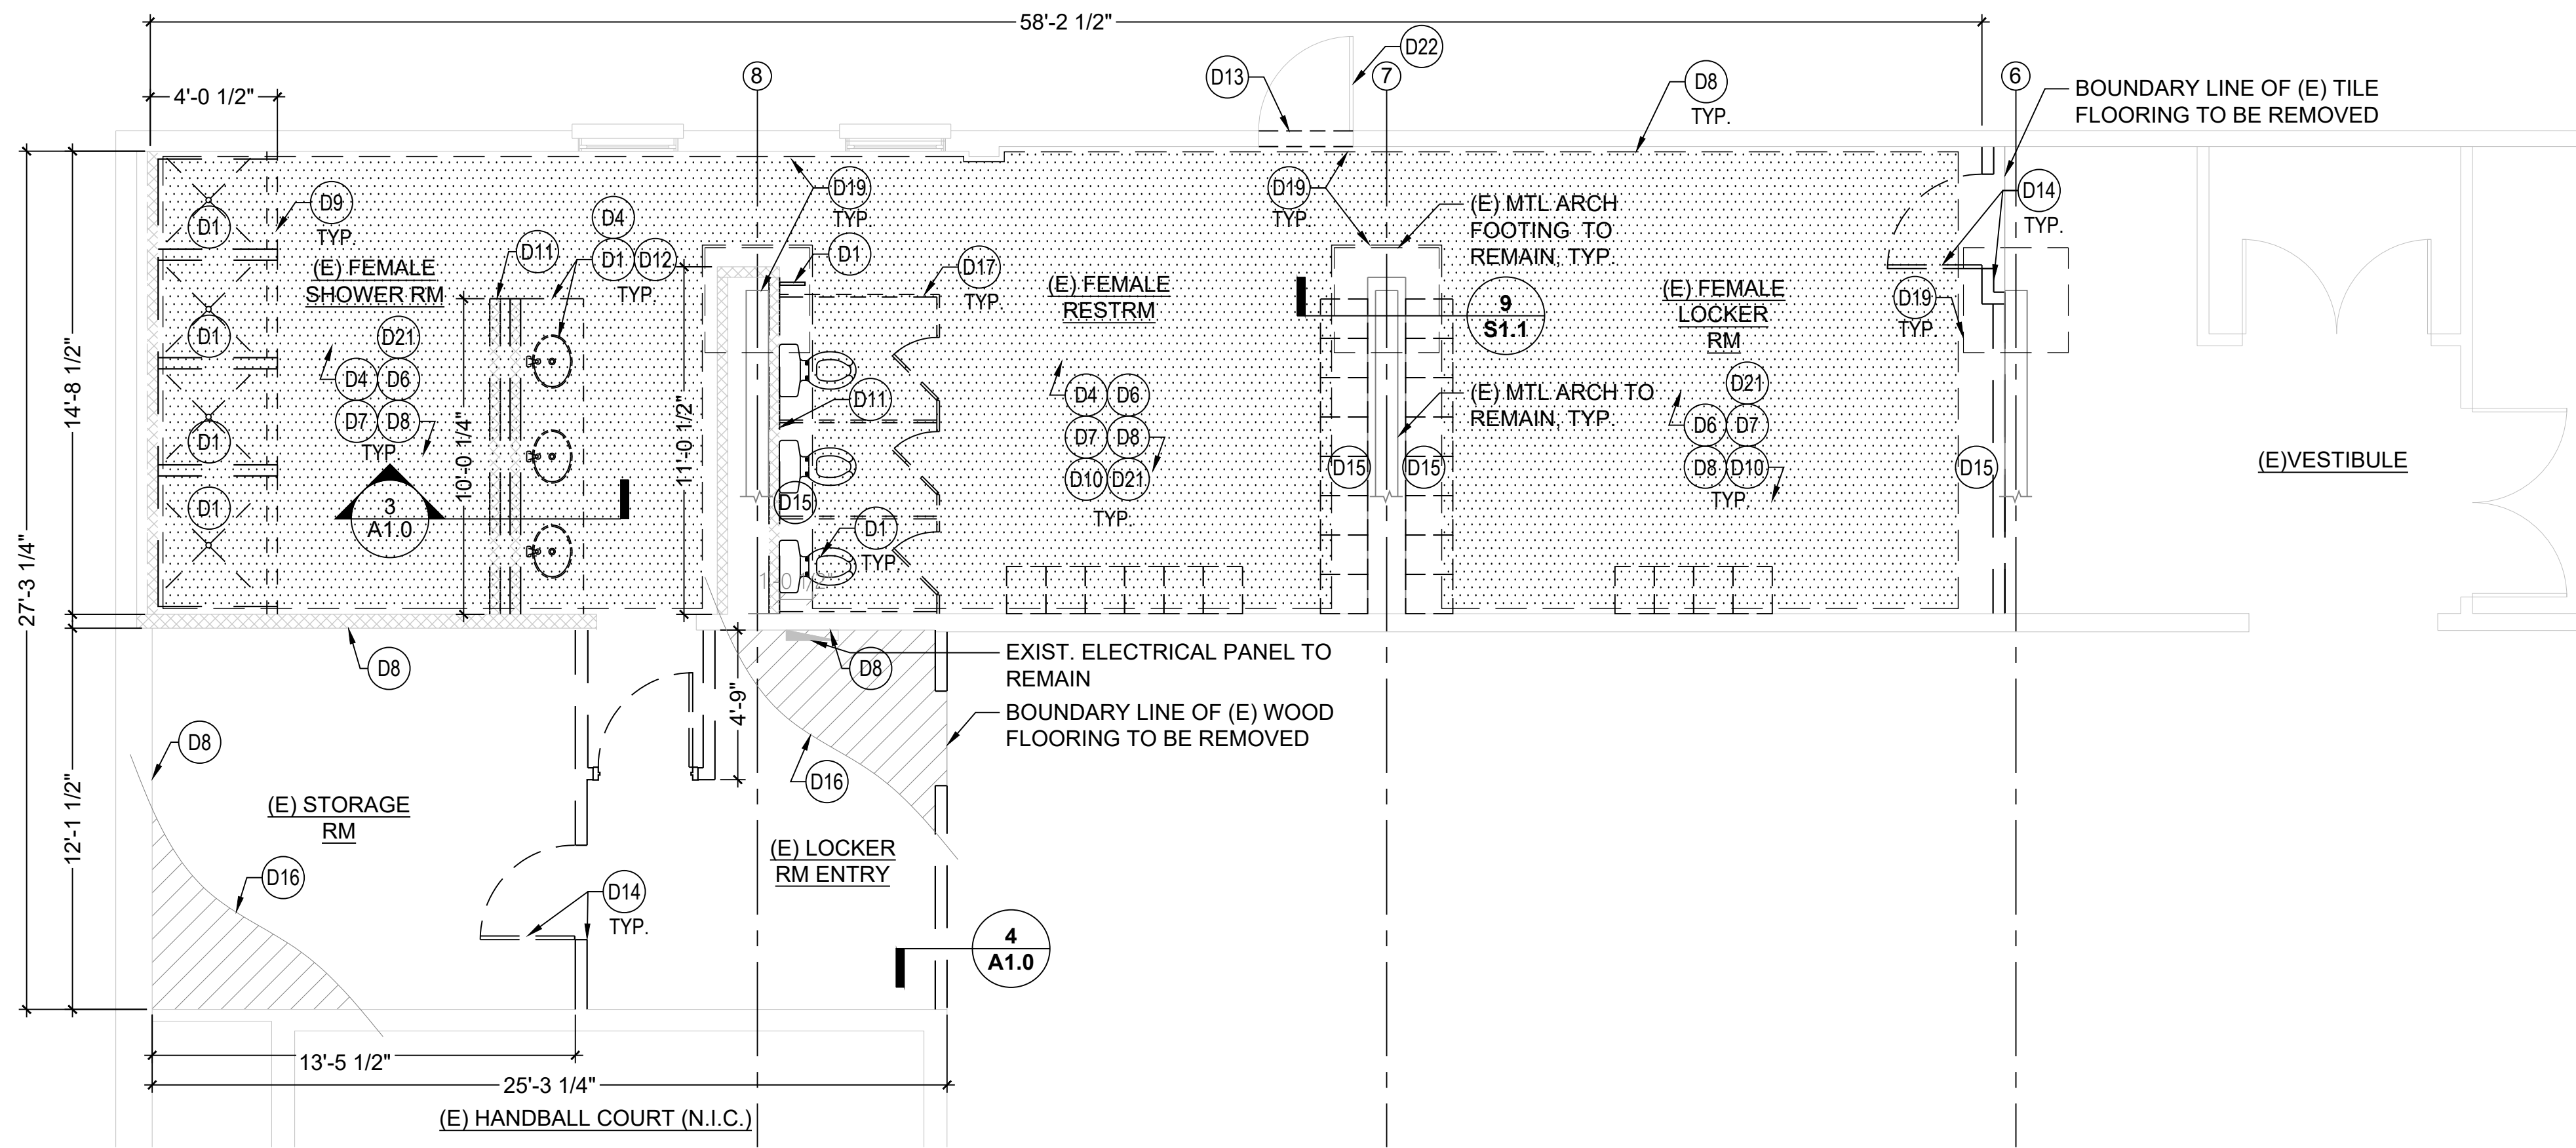 58'-2 1/2"
D22
D13
8
7
6
D8
TYP.
BOUNDARY LINE OF (E) TILE
FLOORING TO BE REMOVED
4'-0 1/2"
D9
TYP.
D1
D1
D1
D1
(E) FEMALE
SHOWER RM
D21
D4 D6
D7 D8
TYP.
3
A1.0
D11
D4
D1 D12
TYP
10'-0 1/4"
11'-0 1/2"
D19
TYP
D1
D17
TYP.
D11
D15
D1
TYP.
1'-0 1/2"
(E) FEMALE
RESTRM
D4 D6
D7 D8
D10 D21
TYP
D19
TYP.
(E) MTL ARCH
FOOTING TO
REMAIN, TYP.
9
S1.1
(E) MTL ARCH TO
REMAIN, TYP.
D15
D15
(E) FEMALE
LOCKER
RM
D21
D6 D7
D8 D10
TYP.
D14
TYP.
D19
TYP
D15
(E)VESTIBULE
14'-8 1/2"
27'-3 1/4"
12'-1 1/2"
D8
D8
D8
EXIST. ELECTRICAL PANEL TO
REMAIN
BOUNDARY LINE OF (E) WOOD
FLOORING TO BE REMOVED
4'-9"
D16
(E) STORAGE
RM
D16
(E) LOCKER
RM ENTRY
D14
TYP.
4
A1.0
13'-5 1/2"
25'-3 1/4"
(E) HANDBALL COURT (N.I.C.)